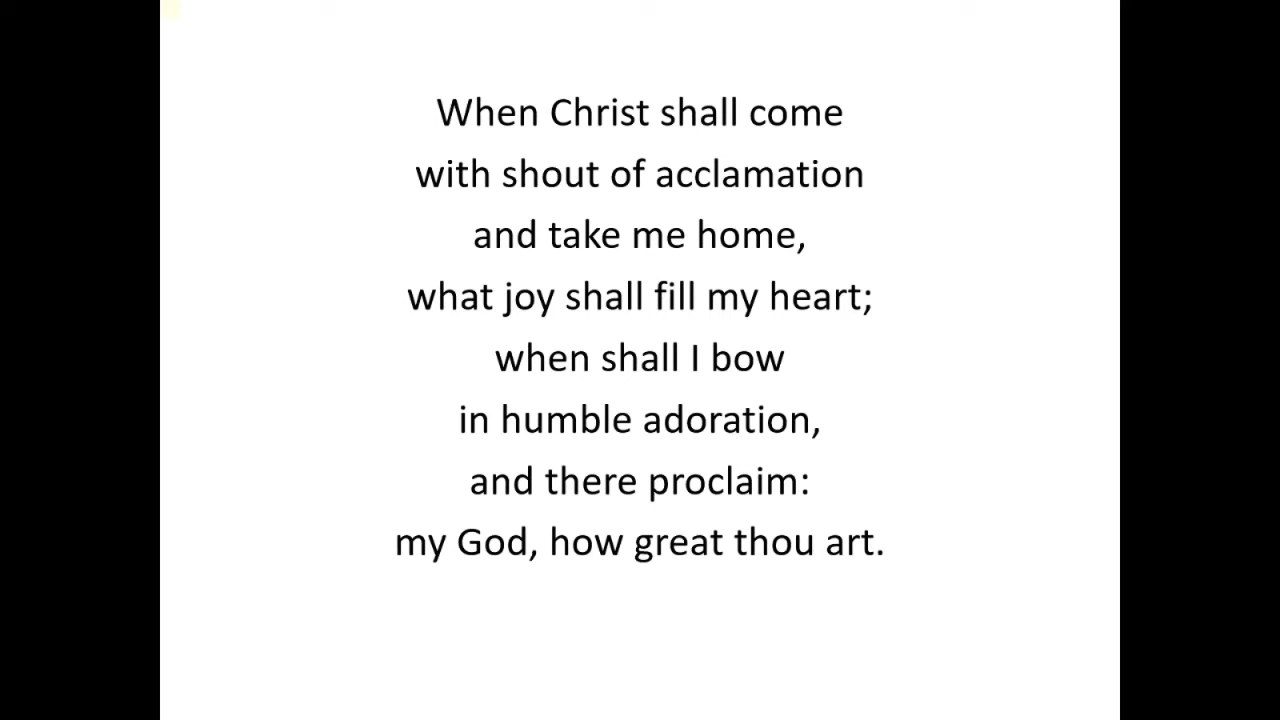 When Christ shall come
with shout of acclamation
and take me home,
what joy shall fill my heart;
when shall I bow
in humble adoration,
and there proclaim:
my God, how great thou art.